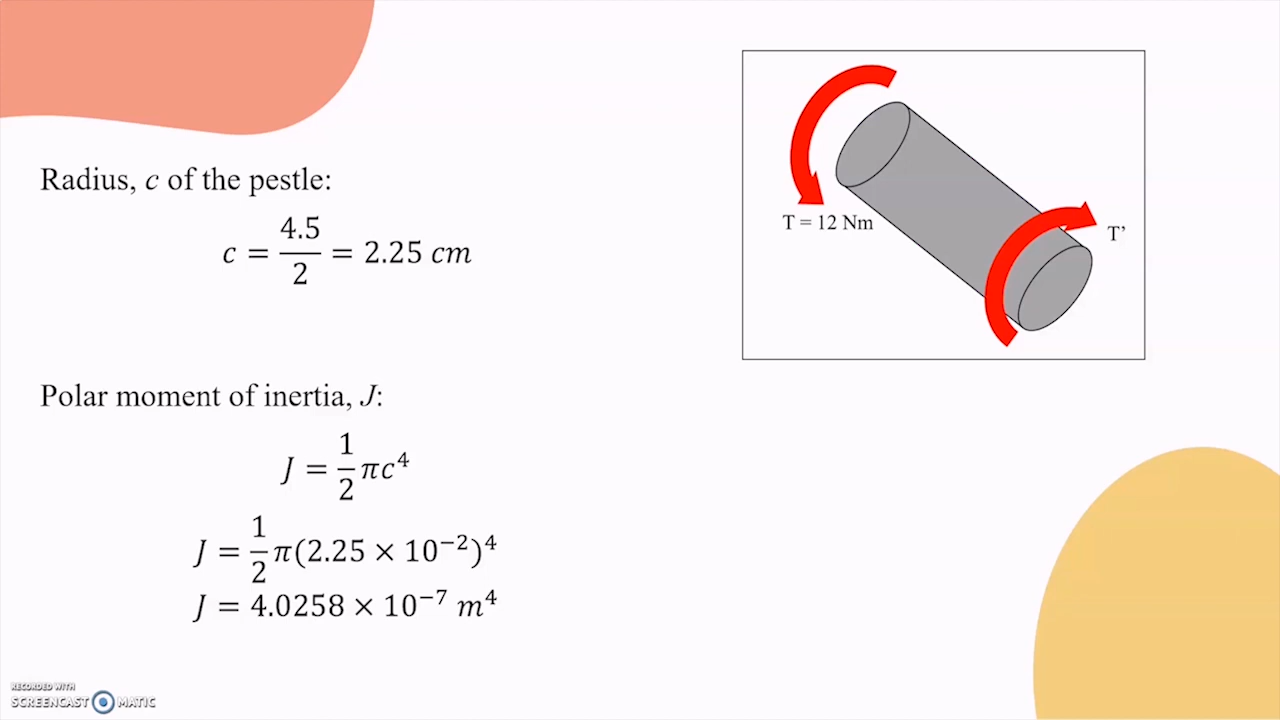 Radius, c of the pestle:
c = 4.5/2 = 2.25 cm
Polar moment of inertia, J:
J = 1/2 πc⁴
J = 1/2 π(2.25 × 10⁻²)⁴
J = 4.0258 × 10⁻⁷ m⁴
T = 12 Nm
T’
RECORDED WITH
SCREENCAST MATIC